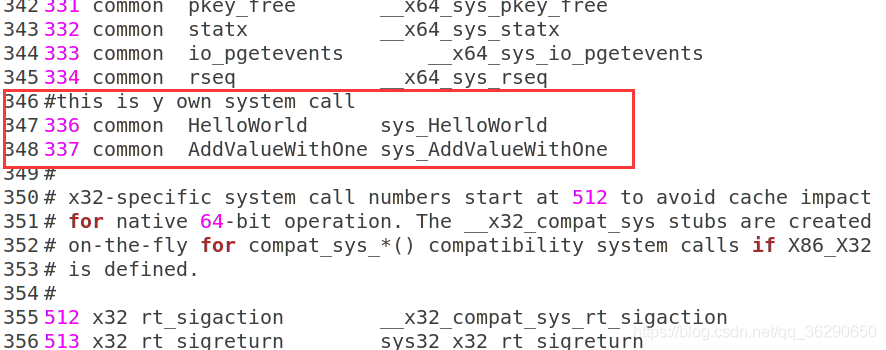 342 331 common  pkey_free       __x64_sys_pkey_free
343 332 common  statx           __x64_sys_statx
344 333 common  io_pgetevents       __x64_sys_io_pgetevents
345 334 common  rseq            __x64_sys_rseq
346 #this is y own system call
347 336 common  HelloWorld      sys_HelloWorld
348 337 common  AddValueWithOne sys_AddValueWithOne
349 #
350 # x32-specific system call numbers start at 512 to avoid cache impact
351 # for native 64-bit operation. The __x32_compat_sys stubs are created
352 # on-the-fly for compat_sys_*() compatibility system calls if X86_X32
353 # is defined.
354 #
355 512 x32 rt_sigaction        __x32_compat_sys_rt_sigaction
356 513 x32 rt_sigreturn        sys32_x32_rt_sigreturn
https://blog.csdn.net/qq_36290650